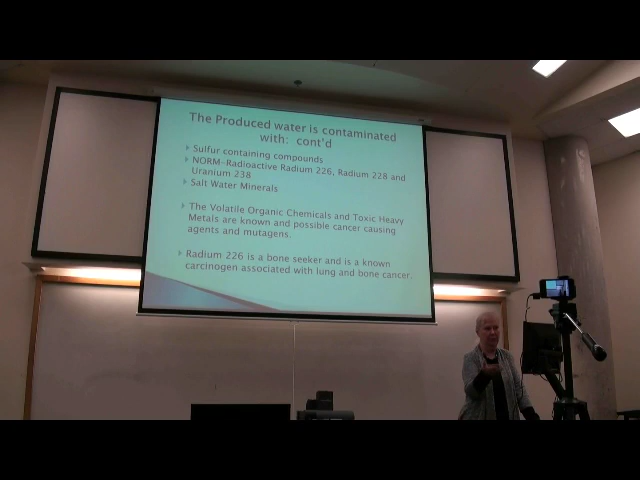 The Produced water is contaminated
with: cont'd
Sulfur containing compounds
NORM-Radioactive Radium 226, Radium 228 and
Uranium 238
Salt Water Minerals
The Volatile Organic Chemicals and Toxic Heavy
Metals are known and possible cancer causing
agents and mutagens.
Radium 226 is a bone seeker and is a known
carcinogen associated with lung and bone cancer.